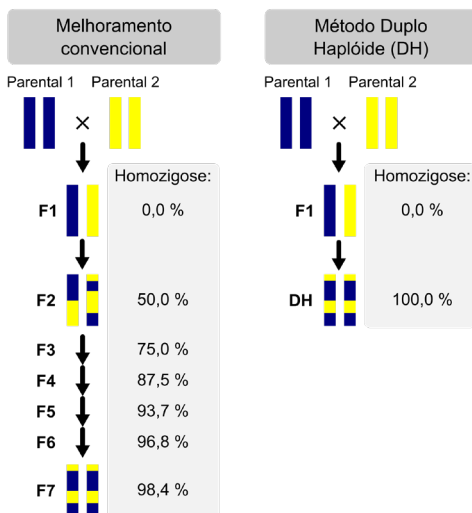 Melhoramento
convencional
Parental 1 Parental 2
×
Homozigose:
F1 0,0 %
F2 50,0 %
F3 75,0 %
F4 87,5 %
F5 93,7 %
F6 96,8 %
F7 98,4 %
Método Duplo
Haplóide (DH)
Parental 1 Parental 2
×
Homozigose:
F1 0,0 %
DH 100,0 %